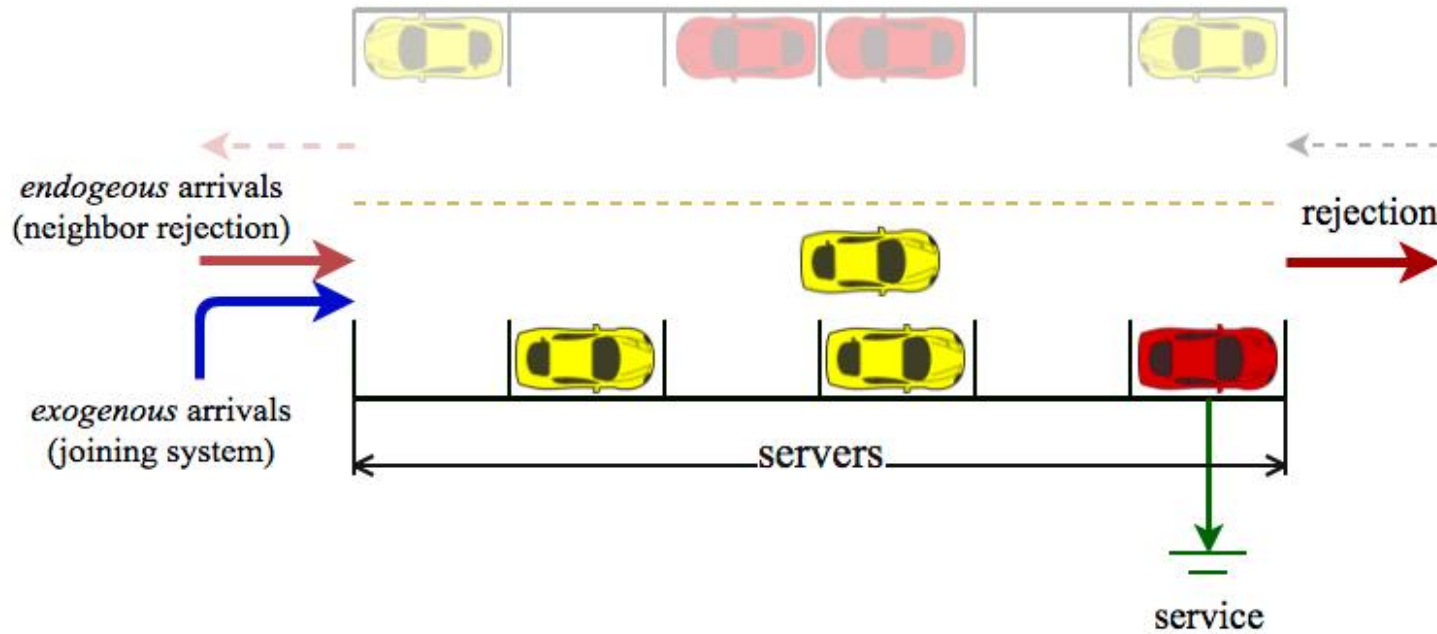 endogeous arrivals
(neighbor rejection)
rejection
exogenous arrivals
(joining system)
servers
service